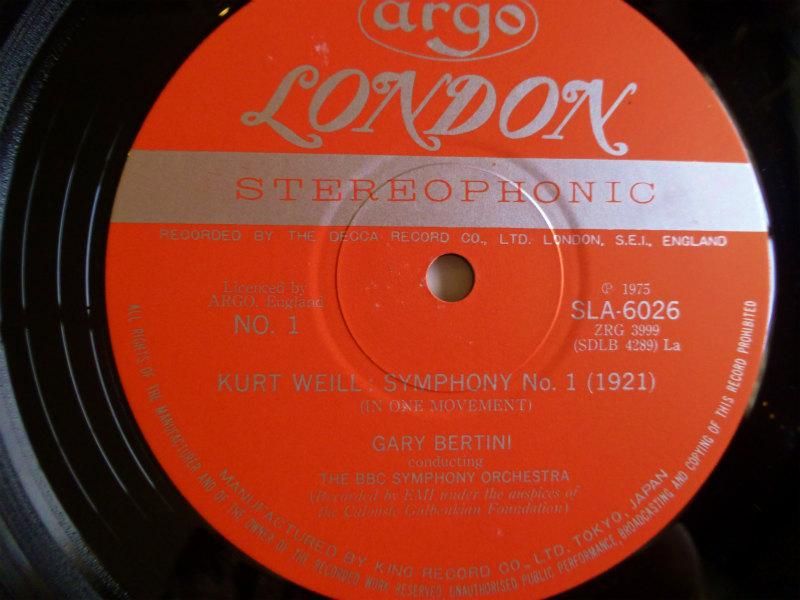 argo
LONDON
STEREOPHONIC
RECORDED BY THE DECCA RECORD CO., LTD. LONDON, S.E.I., ENGLAND
Licenced by
ARGO, England
NO. 1
℗ 1975
SLA-6026
ZRG 3999
(SDLB 4289) La
KURT WEILL: SYMPHONY No. 1 (1921)
(IN ONE MOVEMENT)
GARY BERTINI
conducting
THE BBC SYMPHONY ORCHESTRA
(Recorded by EMI under the auspices of
the Calouste Gulbenkian Foundation)
MANUFACTURED BY KING RECORD CO., LTD. TOKYO, JAPAN
ALL RIGHTS OF THE MANUFACTURER AND OF THE OWNER OF THE RECORDED WORK RESERVED. UNAUTHORISED PUBLIC PERFORMANCE, BROADCASTING AND COPYING OF THIS RECORD PROHIBITED